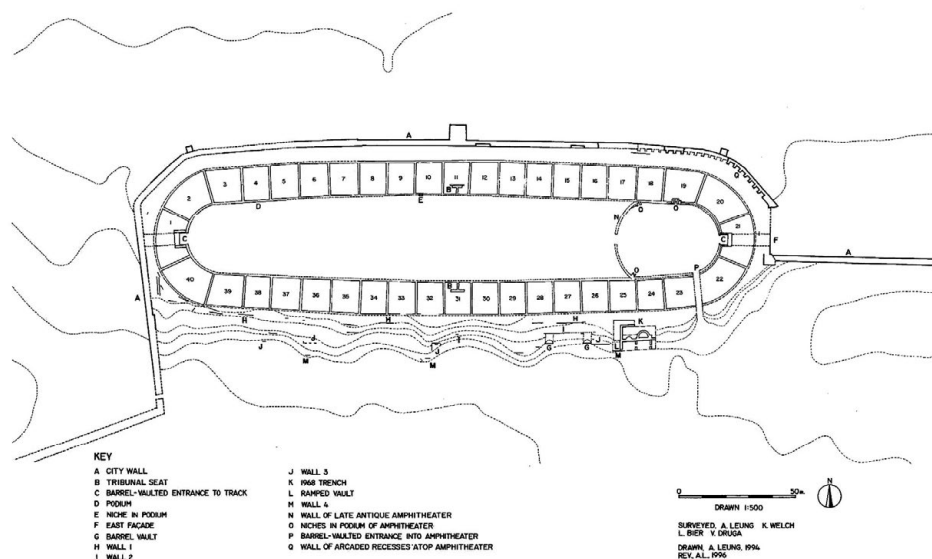 A
Q
2 3 4 5 6 7 8 9 10 11 12 13 14 15 16 17 18 19 20
B
D E N O O
1 21
C C F
A
O P
40 39 38 37 36 35 34 33 32 31 30 29 28 27 26 25 24 23 22
B
A
H H H K
I I
J J J G G J L
M M M
N
KEY
A CITY WALL
B TRIBUNAL SEAT
C BARREL-VAULTED ENTRANCE TO TRACK
D PODIUM
E NICHE IN PODIUM
F EAST FAÇADE
G BARREL VAULT
H WALL 1
I WALL 2
J WALL 3
K 1968 TRENCH
L RAMPED VAULT
M WALL 4
N WALL OF LATE ANTIQUE AMPHITHEATER
O NICHES IN PODIUM OF AMPHITHEATER
P BARREL-VAULTED ENTRANCE INTO AMPHITHEATER
Q WALL OF ARCADED RECESSES ATOP AMPHITHEATER
0 50m.
DRAWN 1:500
SURVEYED, A. LEUNG K. WELCH
L. BIER V. DRUGA
DRAWN, A. LEUNG, 1994
REV., A.L., 1996